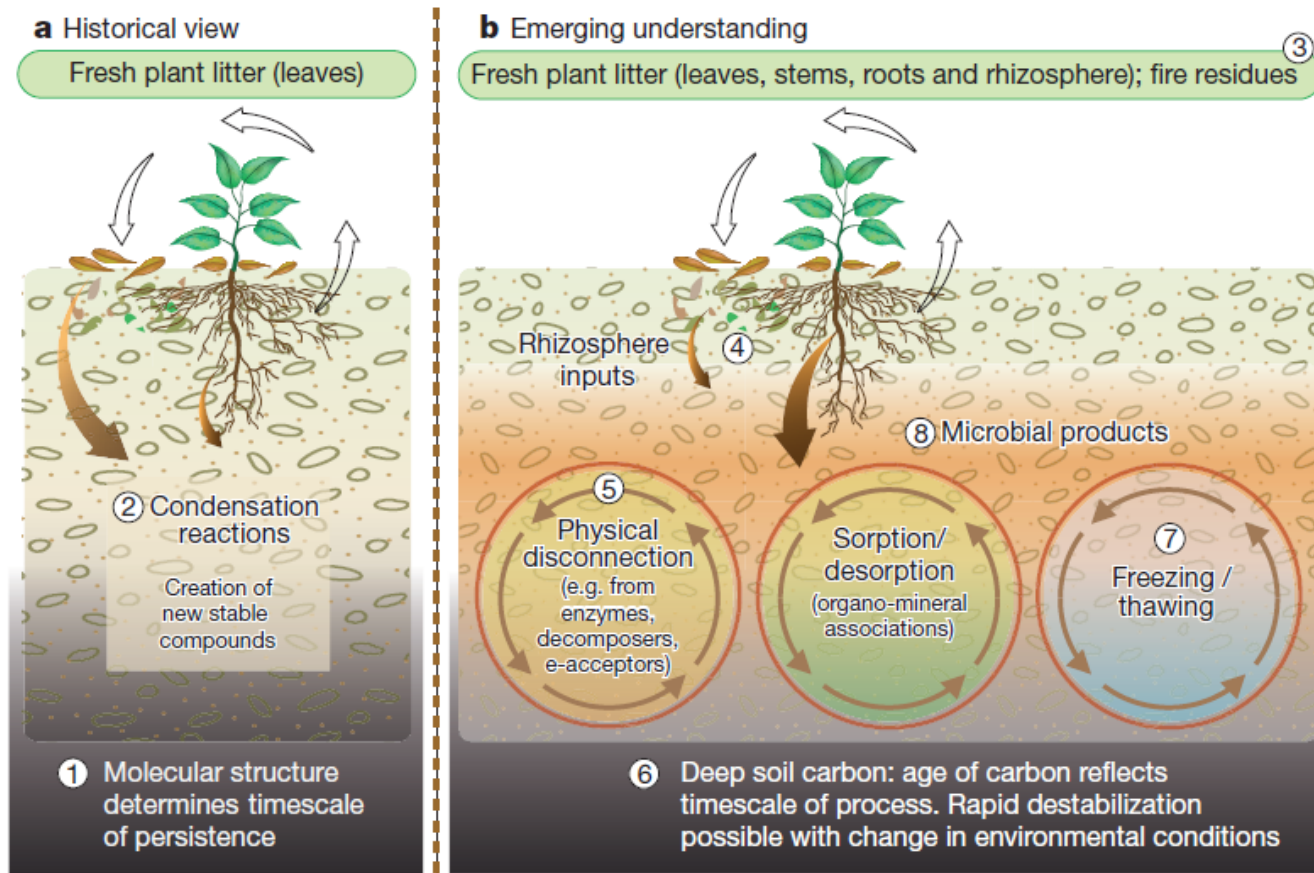 a Historical view
Fresh plant litter (leaves)
② Condensation
reactions
Creation of
new stable
compounds
① Molecular structure
determines timescale
of persistence
b Emerging understanding
③
Fresh plant litter (leaves, stems, roots and rhizosphere); fire residues
Rhizosphere
inputs
④
⑧ Microbial products
⑤
Physical
disconnection
(e.g. from
enzymes,
decomposers,
e-acceptors)
Sorption/
desorption
(organo-mineral
associations)
⑦
Freezing /
thawing
⑥ Deep soil carbon: age of carbon reflects
timescale of process. Rapid destabilization
possible with change in environmental conditions